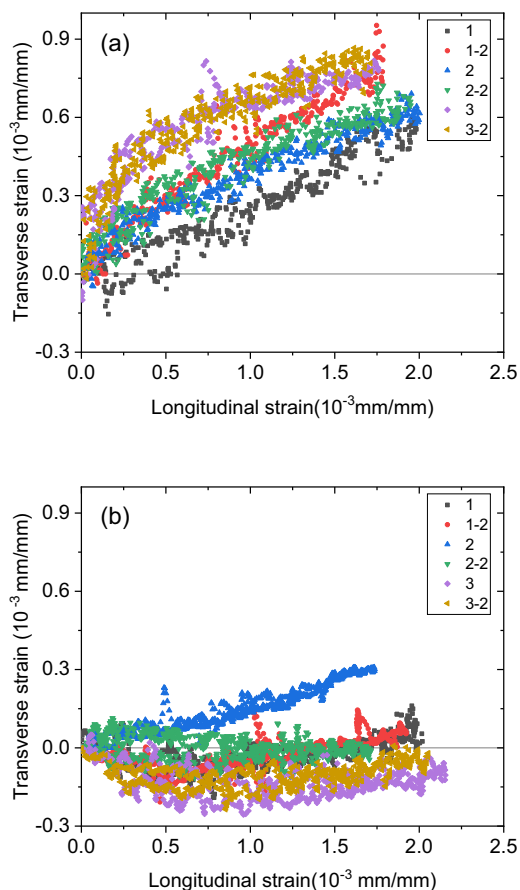 (a)
1
1-2
2
2-2
3
3-2
0.9
0.6
0.3
0.0
-0.3
Transverse strain (10⁻³mm/mm)
0.0 0.5 1.0 1.5 2.0 2.5
Longitudinal strain(10⁻³mm/mm)
(b)
1
1-2
2
2-2
3
3-2
0.9
0.6
0.3
0.0
-0.3
Transverse strain (10⁻³ mm/mm)
0.0 0.5 1.0 1.5 2.0 2.5
Longitudinal strain(10⁻³ mm/mm)